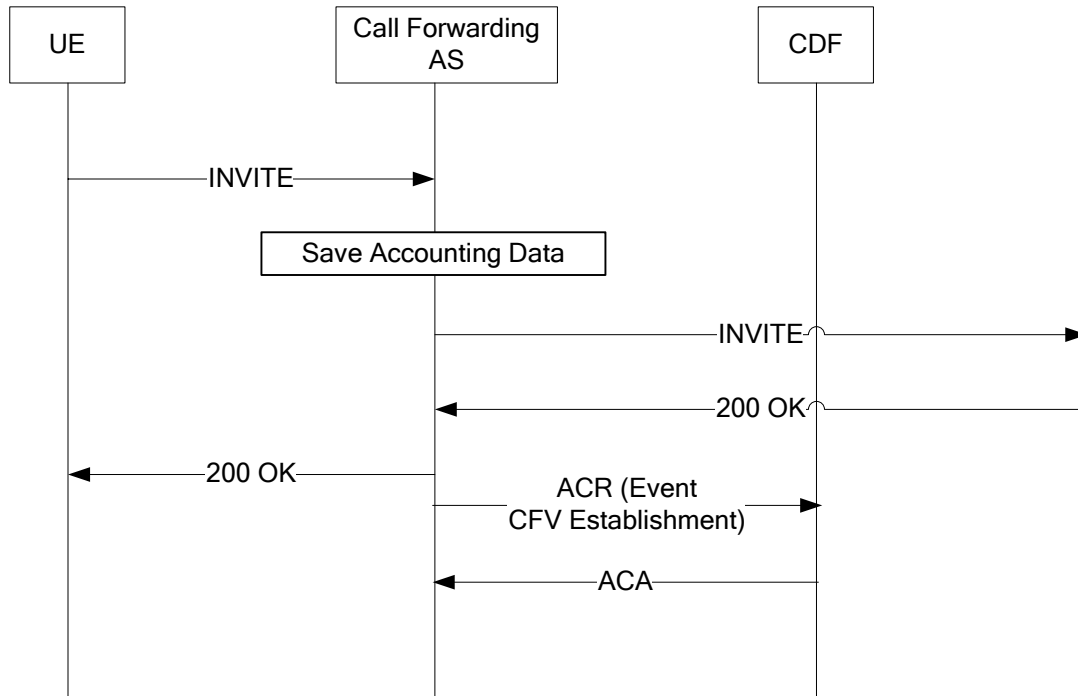 UE
Call Forwarding
AS
CDF
INVITE
Save Accounting Data
INVITE
200 OK
200 OK
ACR (Event
CFV Establishment)
ACA